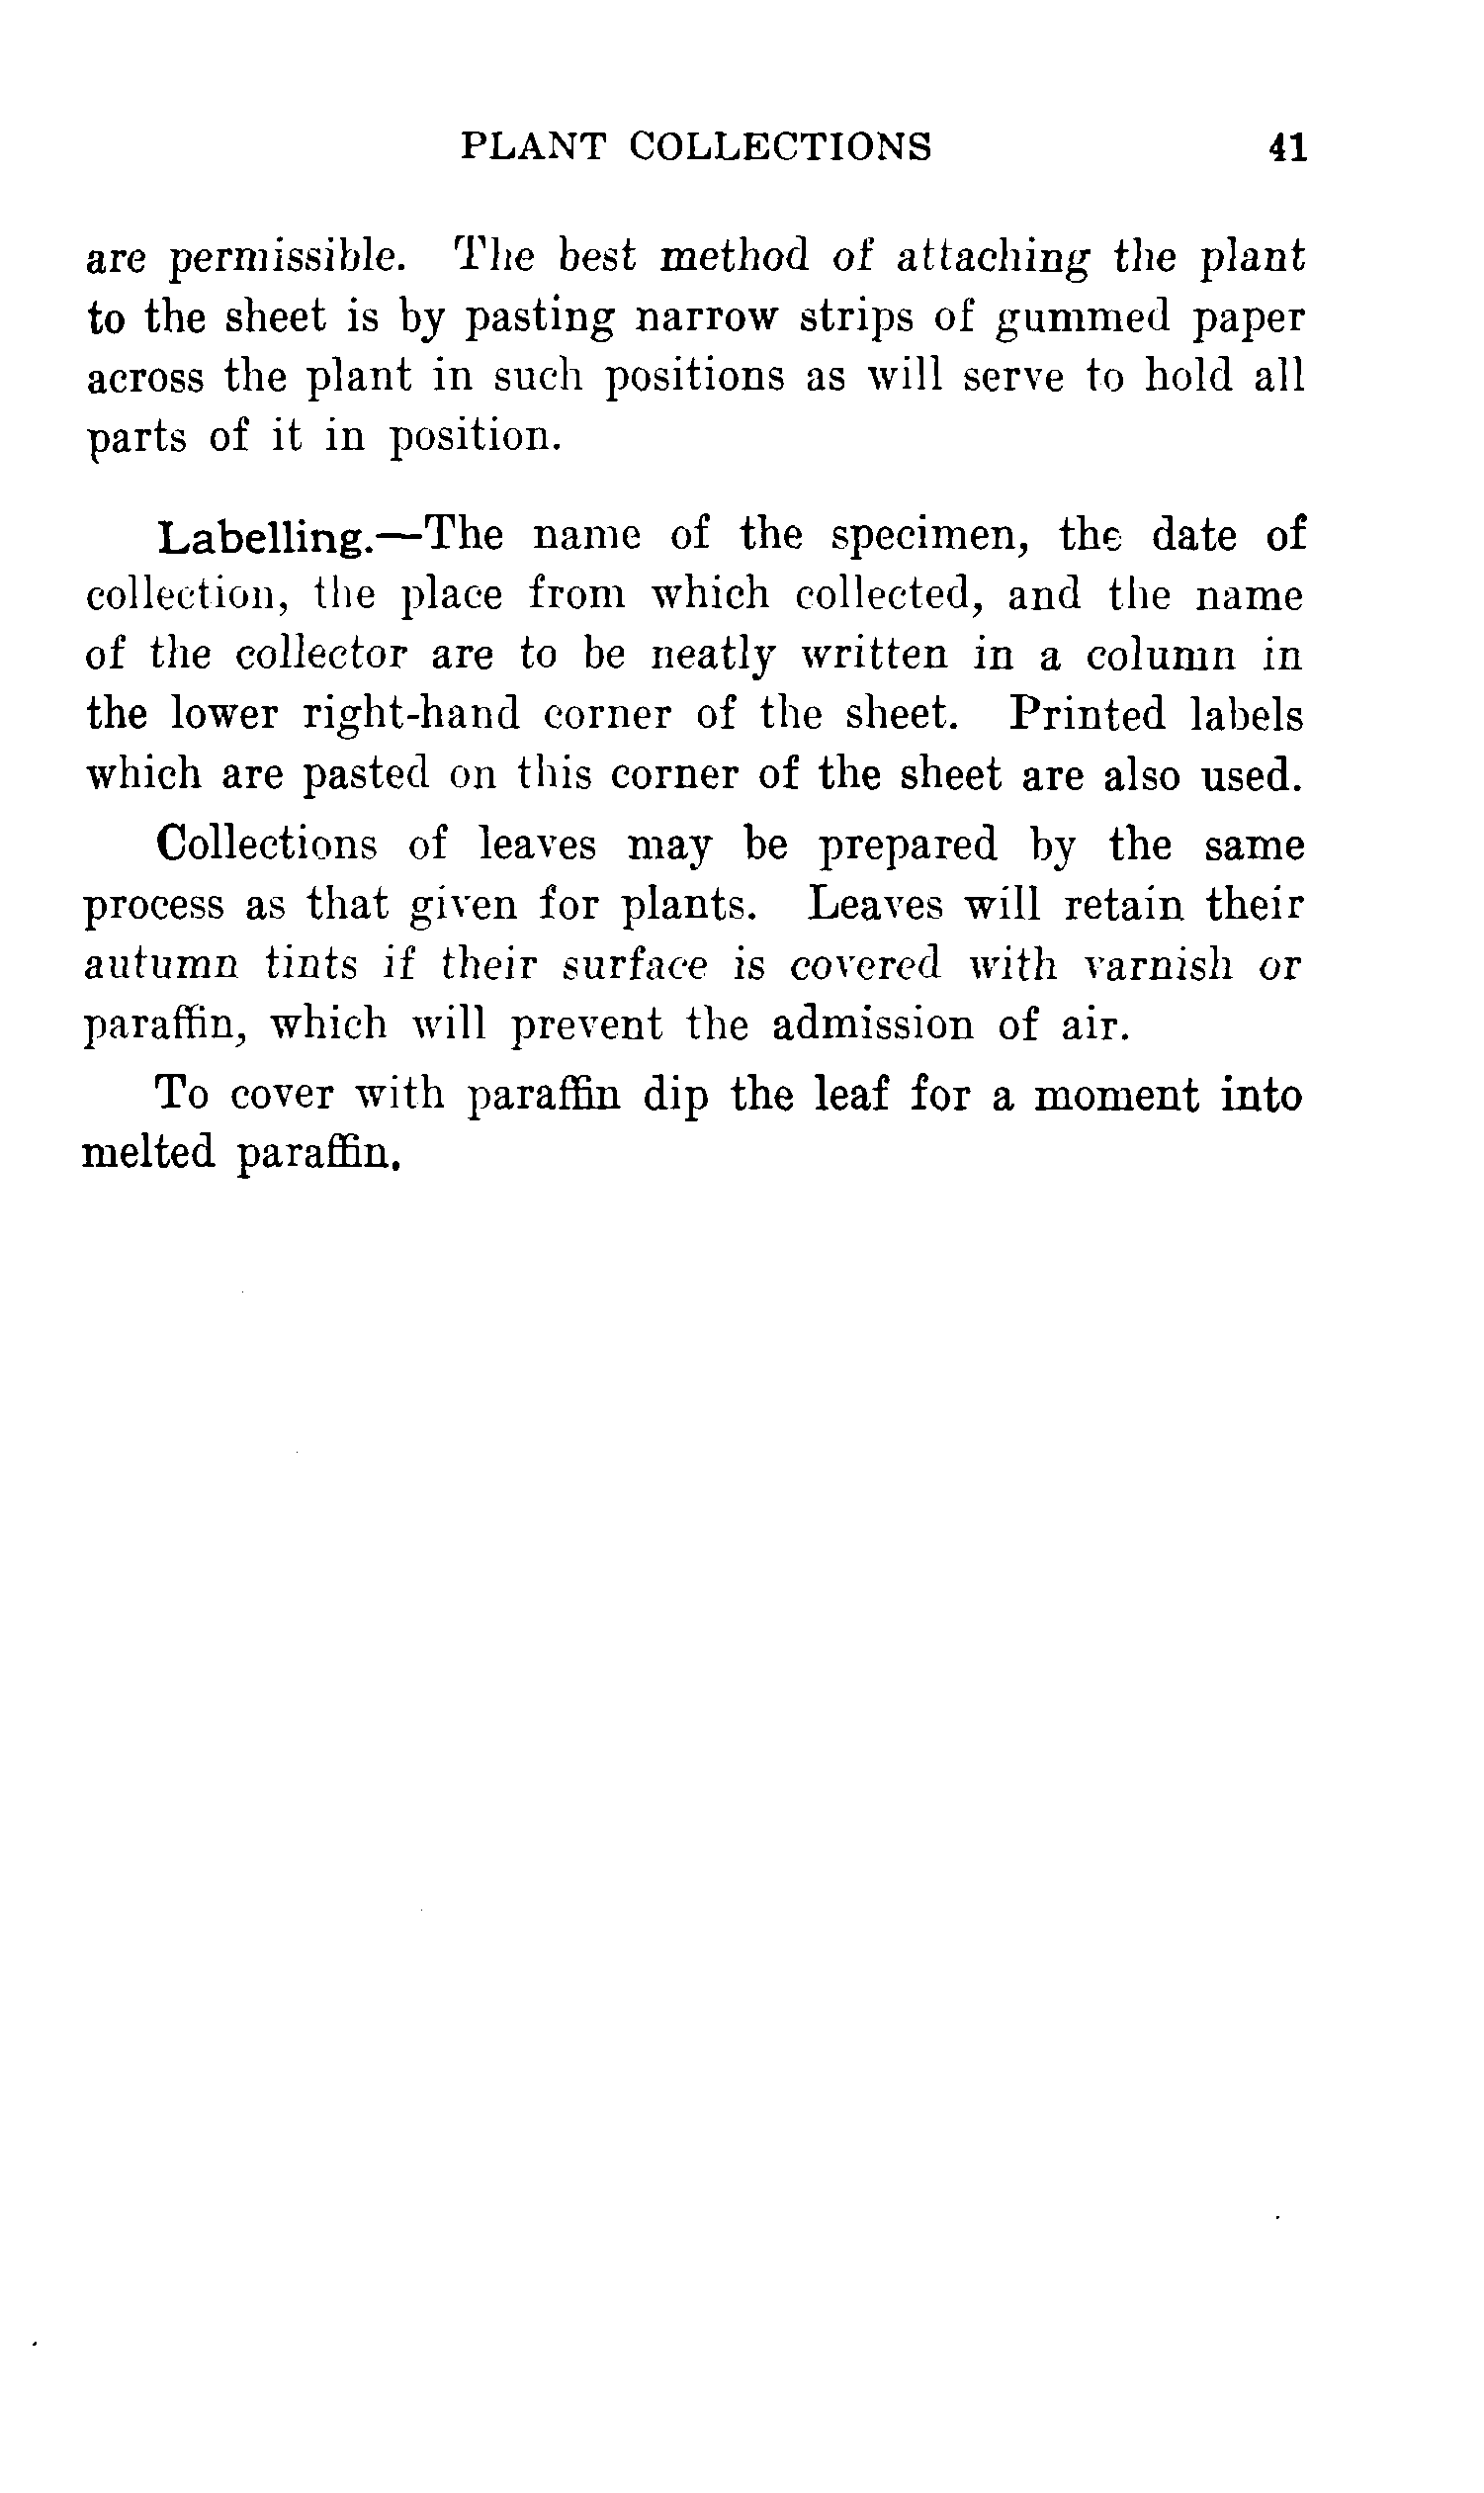 PLANT COLLECTIONS 41
are permissible. The best method of attaching the plant
to the sheet is by pasting narrow strips of gummed paper
across the plant in such positions as will serve to hold all
parts of it in position.
Labelling.—The name of the specimen, the date of
collection, the place from which collected, and the name
of the collector are to be neatly written in a column in
the lower right-hand corner of the sheet. Printed labels
which are pasted on this corner of the sheet are also used.
Collections of leaves may be prepared by the same
process as that given for plants. Leaves will retain their
autumn tints if their surface is covered with varnish or
paraffin, which will prevent the admission of air.
To cover with paraffin dip the leaf for a moment into
melted paraffin.